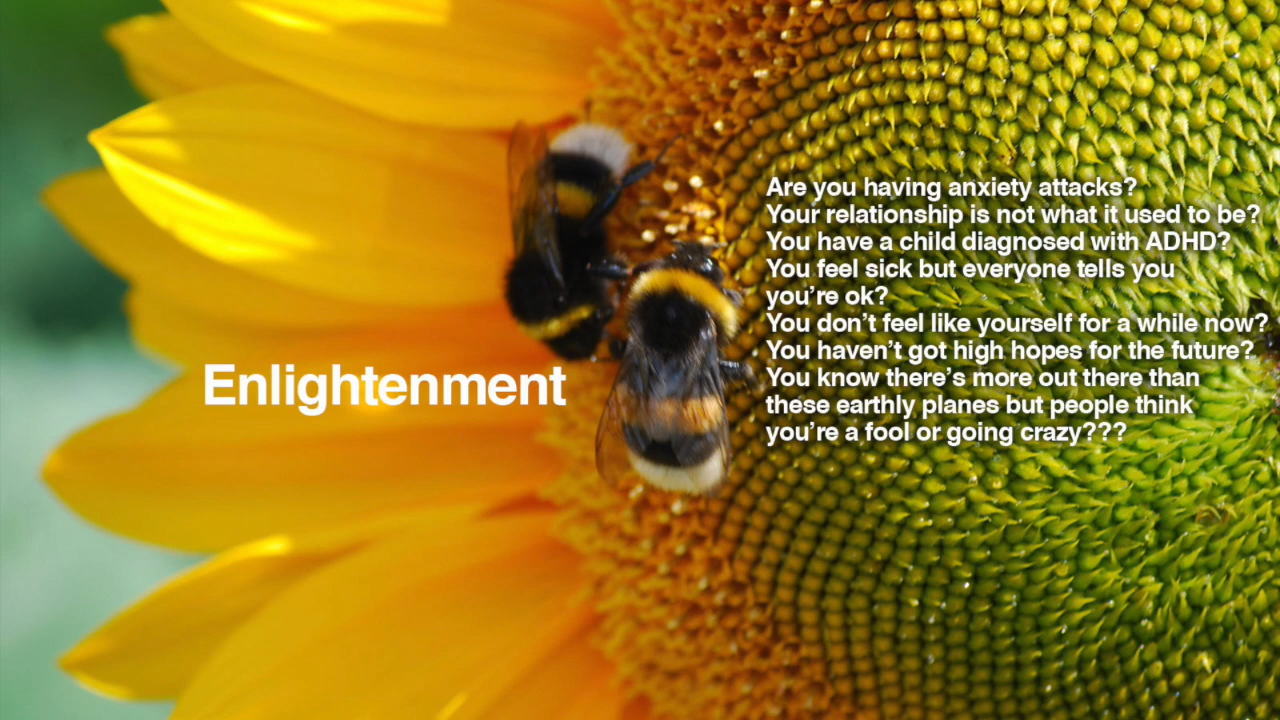 Enlightenment
Are you having anxiety attacks?
Your relationship is not what it used to be?
You have a child diagnosed with ADHD?
You feel sick but everyone tells you
you’re ok?
You don’t feel like yourself for a while now?
You haven’t got high hopes for the future?
You know there’s more out there than
these earthly planes but people think
you’re a fool or going crazy???